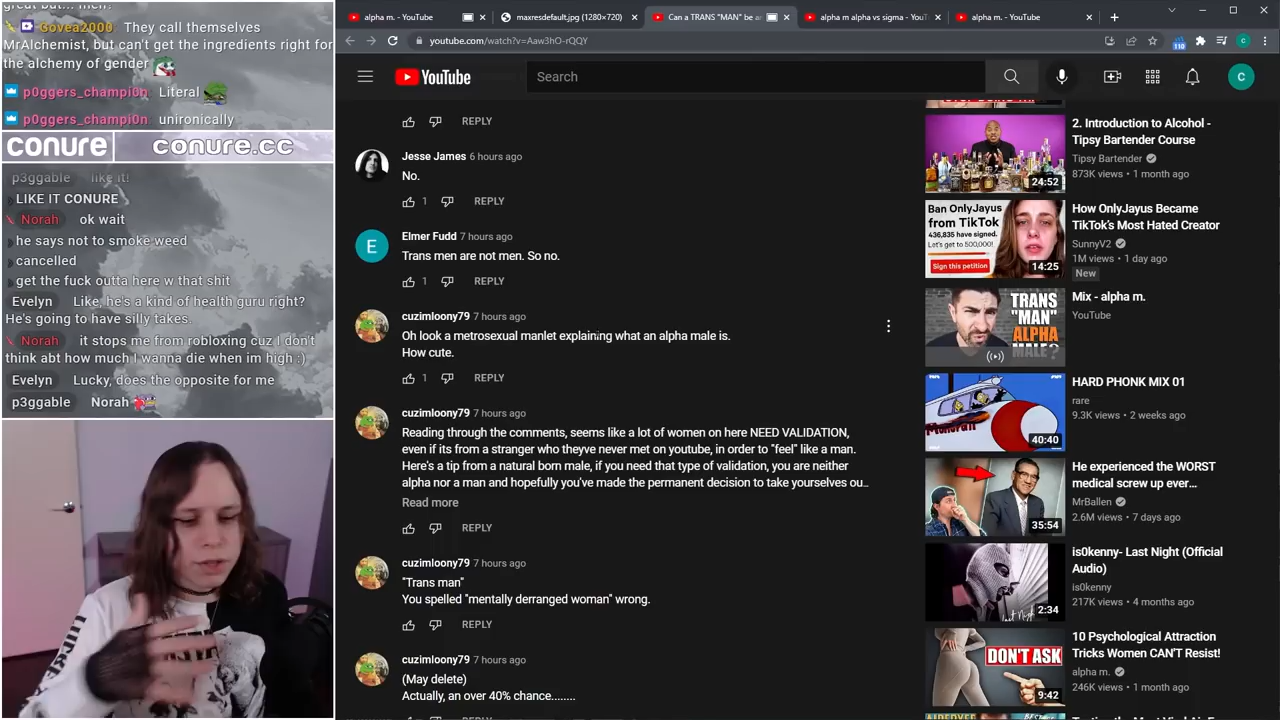 Govea2000 They call themselves
MrAlchemist, but can't get the ingredients right for
the alchemy of gender
p0ggers_champi0n Literal
p0ggers_champi0n unironically
conure conure.cc
p3ggable like it!
LIKE IT CONURE
Norah ok wait
he says not to smoke weed
cancelled
get the fuck outta here w that shit
Evelyn Like, he's a kind of health guru right?
He's going to have silly takes.
Norah it stops me from robloxing cuz I don't
think abt how much I wanna die when im high :)
Evelyn Lucky, does the opposite for me
p3ggable Norah
alpha m. - YouTube
maxresdefault.jpg (1280×720)
Can a TRANS "MAN" be an
alpha m alpha vs sigma - YouT
alpha m. - YouTube
youtube.com/watch?v=Aaw3hO-rQQY
110
C
YouTube
Search
C
REPLY
Jesse James 6 hours ago
No.
1 REPLY
E
Elmer Fudd 7 hours ago
Trans men are not men. So no.
1 REPLY
cuzimloony79 7 hours ago
Oh look a metrosexual manlet explaining what an alpha male is.
How cute.
1 REPLY
cuzimloony79 7 hours ago
Reading through the comments, seems like a lot of women on here NEED VALIDATION,
even if its from a stranger who theyve never met on youtube, in order to "feel" like a man.
Here's a tip from a natural born male, if you need that type of validation, you are neither
alpha nor a man and hopefully you've made the permanent decision to take yourselves ou...
Read more
REPLY
cuzimloony79 7 hours ago
"Trans man"
You spelled "mentally derranged woman" wrong.
REPLY
cuzimloony79 7 hours ago
(May delete)
Actually, an over 40% chance........
24:52
2. Introduction to Alcohol -
Tipsy Bartender Course
Tipsy Bartender
873K views • 1 month ago
Ban OnlyJayus
from TikTok
436,835 have signed.
Let's get to 500,000!
Sign this petition
14:25
How OnlyJayus Became
TikTok's Most Hated Creator
SunnyV2
1M views • 1 day ago
New
TRANS
"MAN"
ALPHA
MALE?
Mix - alpha m.
YouTube
40:40
HARD PHONK MIX 01
rare
9.3K views • 2 weeks ago
35:54
He experienced the WORST
medical screw up ever…
MrBallen
2.6M views • 7 days ago
2:34
is0kenny- Last Night (Official
Audio)
is0kenny
217K views • 4 months ago
DON'T ASK
9:42
10 Psychological Attraction
Tricks Women CAN'T Resist!
alpha m.
246K views • 1 month ago